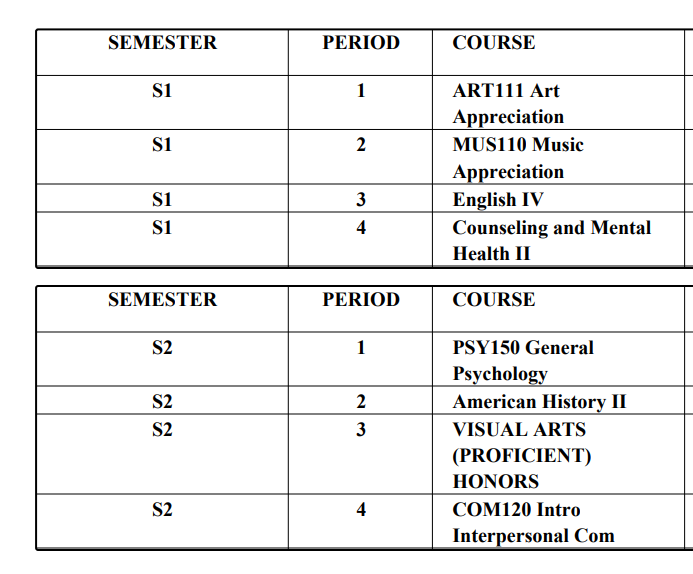 SEMESTER PERIOD COURSE
S1 1 ART111 Art
Appreciation
S1 2 MUS110 Music
Appreciation
S1 3 English IV
S1 4 Counseling and Mental
Health II
SEMESTER PERIOD COURSE
S2 1 PSY150 General
Psychology
S2 2 American History II
S2 3 VISUAL ARTS
(PROFICIENT)
HONORS
S2 4 COM120 Intro
Interpersonal Com